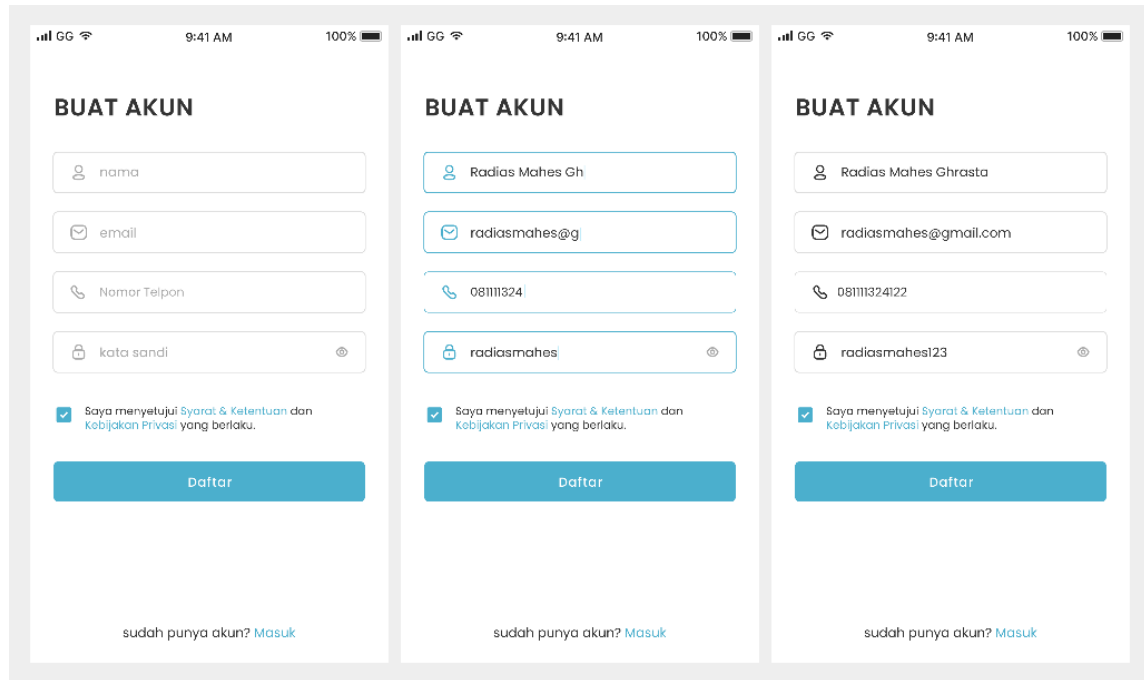 GG
9:41 AM
100%
BUAT AKUN
nama
email
Nomor Telpon
kata sandi
Saya menyetujui Syarat & Ketentuan dan
Kebijakan Privasi yang berlaku.
Daftar
sudah punya akun? Masuk
GG
9:41 AM
100%
BUAT AKUN
Radias Mahes Gh
radiasmahes@g
081111324
radiasmahes
Saya menyetujui Syarat & Ketentuan dan
Kebijakan Privasi yang berlaku.
Daftar
sudah punya akun? Masuk
GG
9:41 AM
100%
BUAT AKUN
Radias Mahes Ghrasta
radiasmahes@gmail.com
081111324122
radiasmahes123
Saya menyetujui Syarat & Ketentuan dan
Kebijakan Privasi yang berlaku.
Daftar
sudah punya akun? Masuk